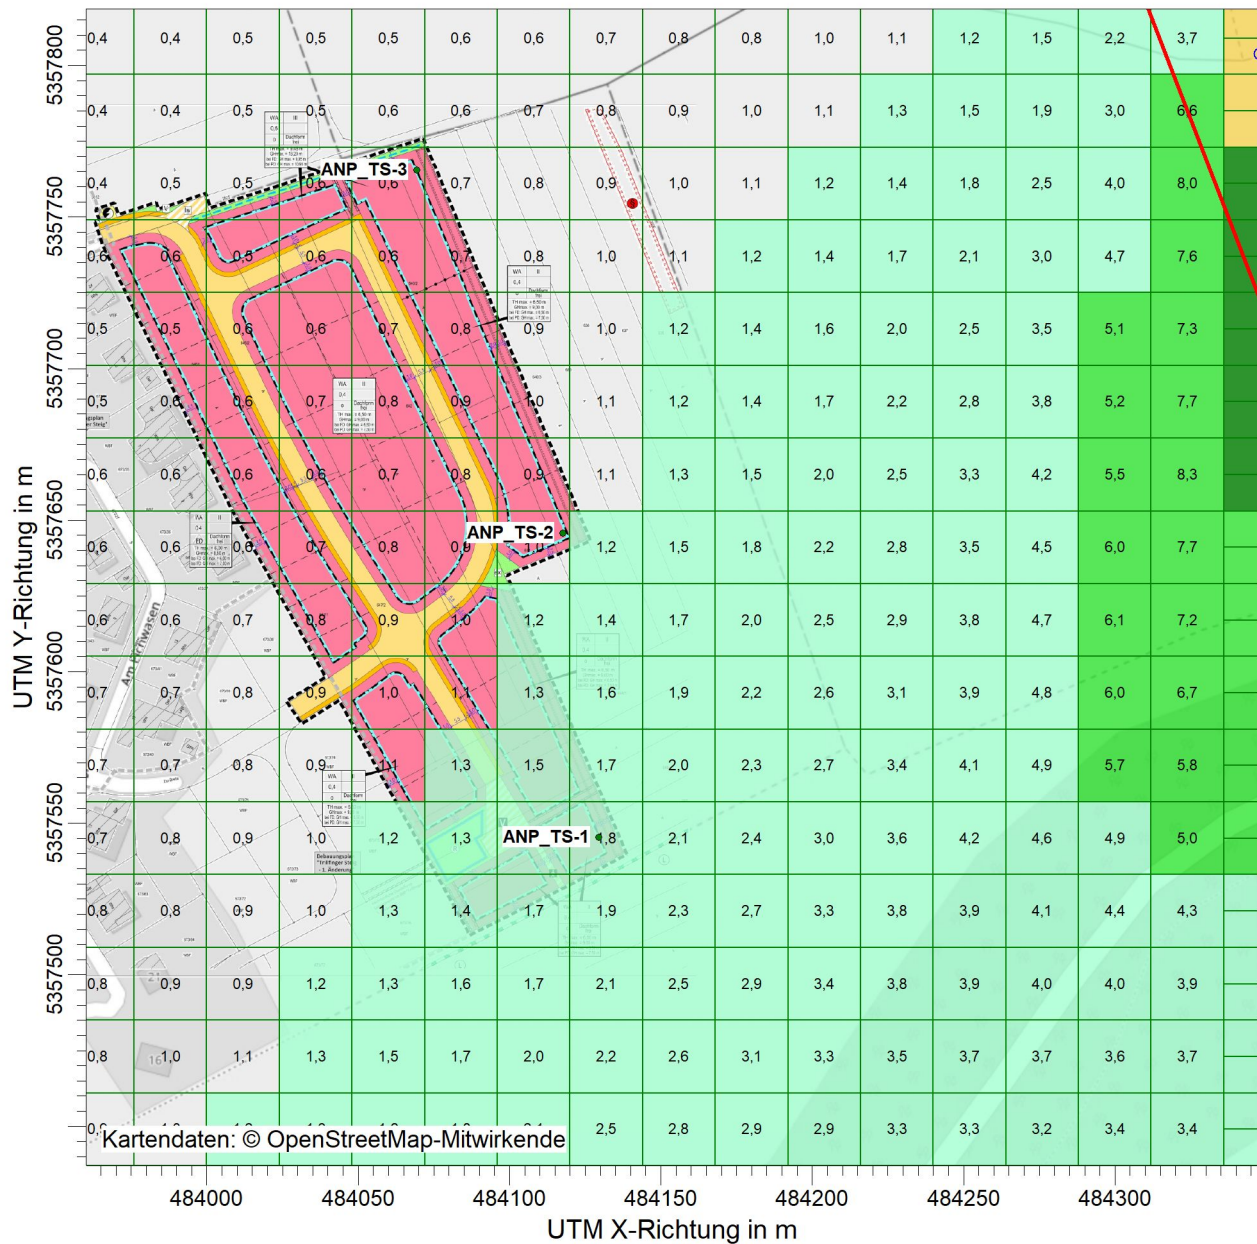 5357800
0,4 0,4 0,5 0,5 0,5 0,6 0,6 0,7 0,8 0,8 1,0 1,1 1,2 1,5 2,2 3,7
0,4 0,4 0,5 0,5 0,6 0,6 0,7 0,8 0,9 1,0 1,1 1,3 1,5 1,9 3,0 6,6
WA III
ANP_TS-3
5357750
0,4 0,5 0,5 0,6 0,6 0,7 0,8 0,9 1,0 1,1 1,2 1,4 1,8 2,5 4,0 8,0
0,6 0,6 0,5 0,6 0,6 0,7 0,8 1,0 1,1 1,2 1,4 1,7 2,1 3,0 4,7 7,6
WA II
0,4
5357700
0,5 0,5 0,6 0,6 0,7 0,8 0,9 1,0 1,2 1,4 1,6 2,0 2,5 3,5 5,1 7,3
WA II
0,4
0,5 0,6 0,6 0,7 0,8 0,9 1,0 1,1 1,2 1,4 1,7 2,2 2,8 3,8 5,2 7,7
5357650
0,6 0,6 0,6 0,6 0,7 0,8 0,9 1,1 1,3 1,5 2,0 2,5 3,3 4,2 5,5 8,3
ANP_TS-2
0,6 0,6 0,6 0,7 0,8 0,9 1,0 1,2 1,5 1,8 2,2 2,8 3,5 4,5 6,0 7,7
5357600
0,6 0,6 0,7 0,8 0,9 1,0 1,2 1,4 1,7 2,0 2,5 2,9 3,8 4,7 6,1 7,2
Am Eichwasen
0,7 0,7 0,8 0,9 1,0 1,1 1,3 1,6 1,9 2,2 2,6 3,1 3,9 4,8 6,0 6,7
0,7 0,7 0,8 0,9 1,1 1,3 1,5 1,7 2,0 2,3 2,7 3,4 4,1 4,9 5,7 5,8
WA II
0,4
5357550
ANP_TS-1
0,7 0,8 0,9 1,0 1,2 1,3 1,8 2,1 2,4 3,0 3,6 4,2 4,6 4,9 5,0
0,8 0,8 0,9 1,0 1,3 1,4 1,7 1,9 2,3 2,7 3,3 3,8 3,9 4,1 4,4 4,3
5357500
0,8 0,9 0,9 1,2 1,3 1,6 1,7 2,1 2,5 2,9 3,4 3,8 3,9 4,0 4,0 3,9
0,8 1,0 1,1 1,3 1,5 1,7 2,0 2,2 2,6 3,1 3,3 3,5 3,7 3,7 3,6 3,7
16
2,5 2,8 2,9 2,9 3,3 3,3 3,2 3,4 3,4
Kartendaten: © OpenStreetMap-Mitwirkende
484000 484050 484100 484150 484200 484250 484300
UTM X-Richtung in m
UTM Y-Richtung in m